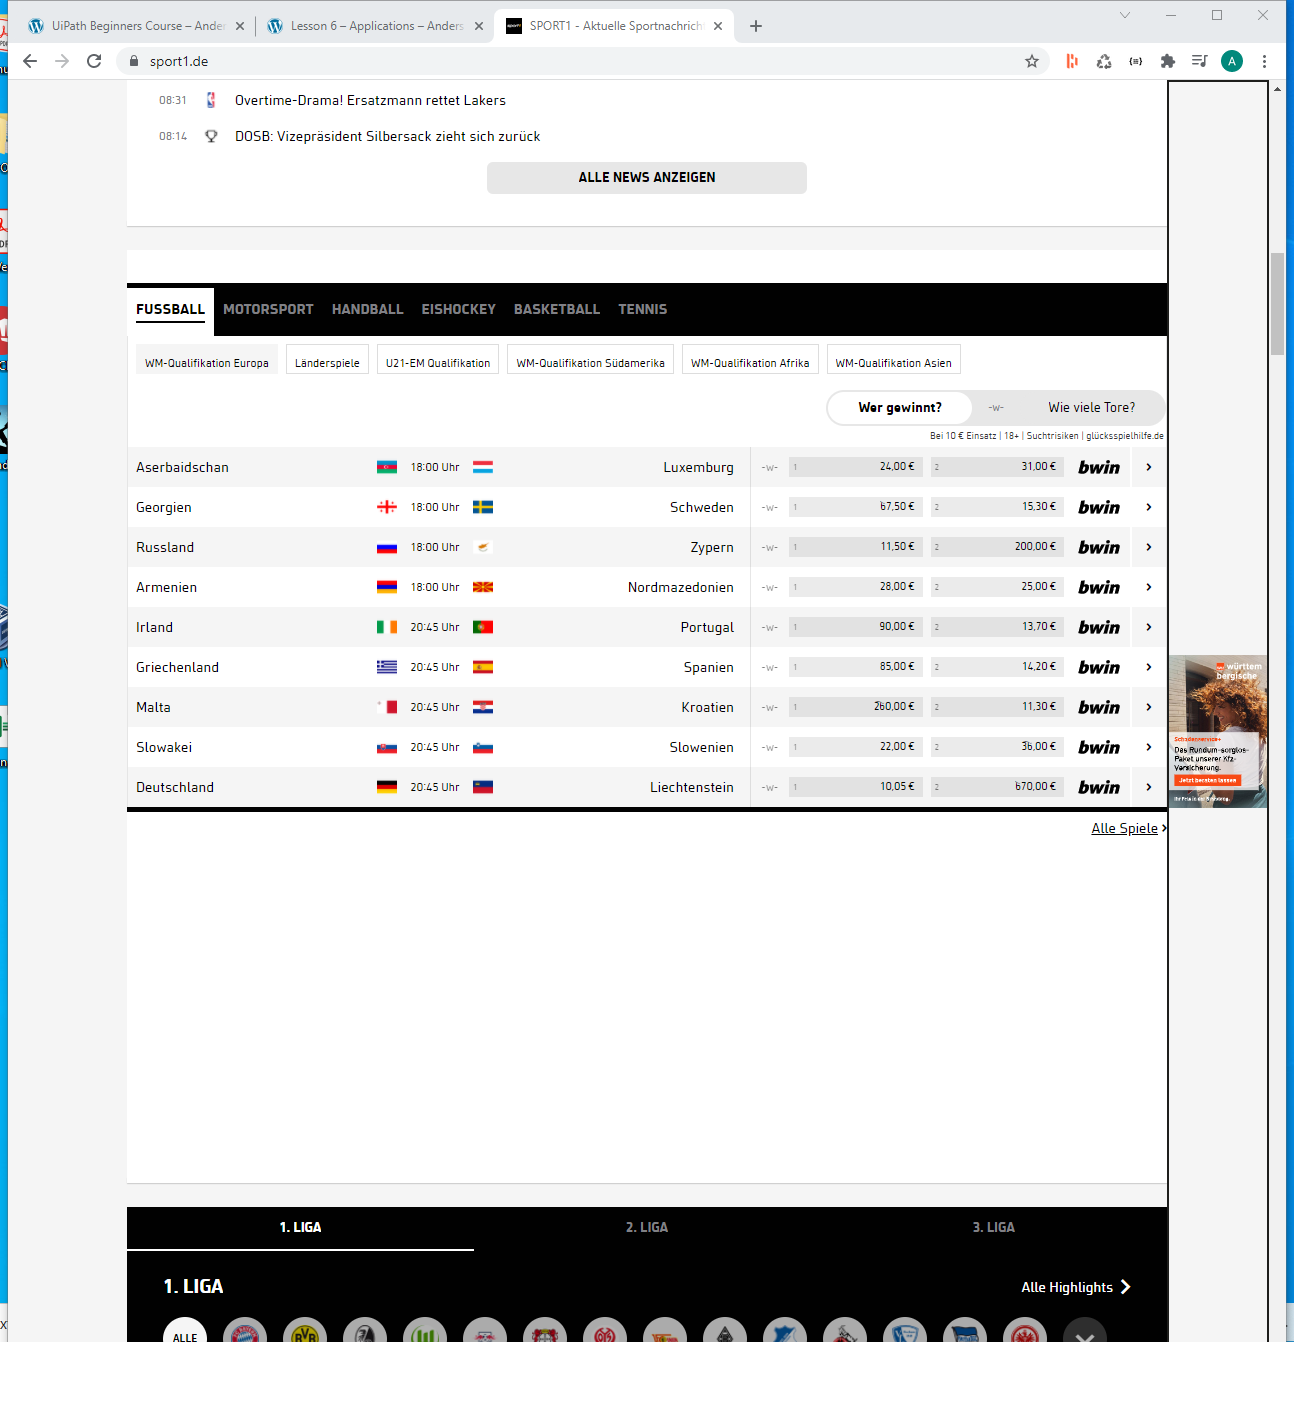 UiPath Beginners Course – Ander
Lesson 6 – Applications – Anders
SPORT1 - Aktuelle Sportnachrich
sport1.de
A
08:31 Overtime-Drama! Ersatzmann rettet Lakers
08:14 DOSB: Vizepräsident Silbersack zieht sich zurück
ALLE NEWS ANZEIGEN
FUSSBALL MOTORSPORT HANDBALL EISHOCKEY BASKETBALL TENNIS
WM-Qualifikation Europa Länderspiele U21-EM Qualifikation WM-Qualifikation Südamerika WM-Qualifikation Afrika WM-Qualifikation Asien
Wer gewinnt? -w- Wie viele Tore?
Bei 10 € Einsatz | 18+ | Suchtrisiken | glücksspielhilfe.de
Aserbaidschan 18:00 Uhr Luxemburg -w- 1 24,00 € 2 31,00 € bwin
Georgien 18:00 Uhr Schweden -w- 1 67,50 € 2 15,30 € bwin
Russland 18:00 Uhr Zypern -w- 1 11,50 € 2 200,00 € bwin
Armenien 18:00 Uhr Nordmazedonien -w- 1 28,00 € 2 25,00 € bwin
Irland 20:45 Uhr Portugal -w- 1 90,00 € 2 13,70 € bwin
Griechenland 20:45 Uhr Spanien -w- 1 85,00 € 2 14,20 € bwin
Malta 20:45 Uhr Kroatien -w- 1 260,00 € 2 11,30 € bwin
Slowakei 20:45 Uhr Slowenien -w- 1 22,00 € 2 36,00 € bwin
Deutschland 20:45 Uhr Liechtenstein -w- 1 10,05 € 2 670,00 € bwin
Alle Spiele
württem
bergische
Schadenservice+
Das Rundum-sorglos-
Paket unserer Kfz-
Versicherung.
Jetzt beraten lassen
1. LIGA 2. LIGA 3. LIGA
1. LIGA
Alle Highlights
ALLE
BVB